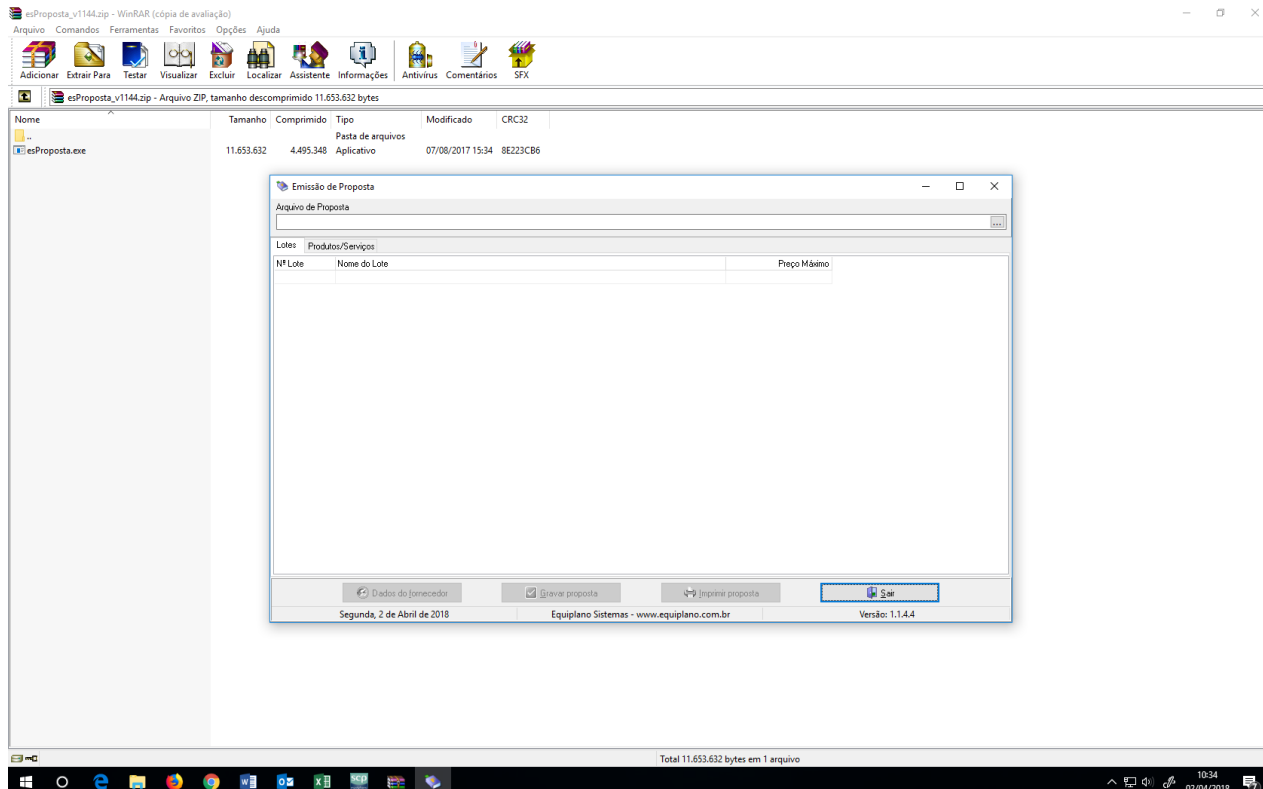 esProposta_v1144.zip - WinRAR (cópia de avaliação)
Arquivo Comandos Ferramentas Favoritos Opções Ajuda
Adicionar Extrair Para Testar Visualizar Excluir Localizar Assistente Informações Antivírus Comentários SFX
esProposta_v1144.zip - Arquivo ZIP, tamanho descomprimido 11.653.632 bytes
Nome Tamanho Comprimido Tipo Modificado CRC32
.. Pasta de arquivos
esProposta.exe 11.653.632 4.495.348 Aplicativo 07/08/2017 15:34 8E223CB6
Emissão de Proposta
Arquivo de Proposta
...
Lotes Produtos/Serviços
Nº Lote Nome do Lote Preço Máximo
Dados do fornecedor Gravar proposta Imprimir proposta Sair
Segunda, 2 de Abril de 2018 Equiplano Sistemas - www.equiplano.com.br Versão: 1.1.4.4
Total 11.653.632 bytes em 1 arquivo
scp
10:34
02/04/2018